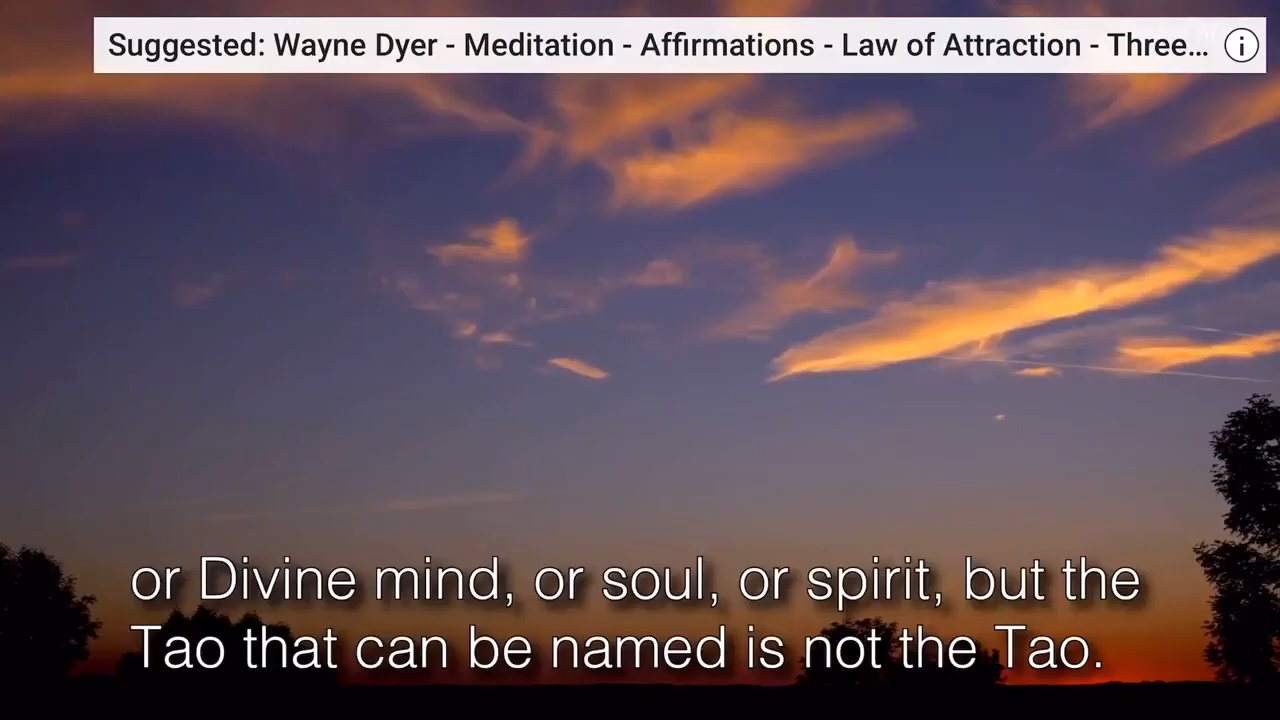 Suggested: Wayne Dyer - Meditation - Affirmations - Law of Attraction - Three...
or Divine mind, or soul, or spirit, but the
Tao that can be named is not the Tao.